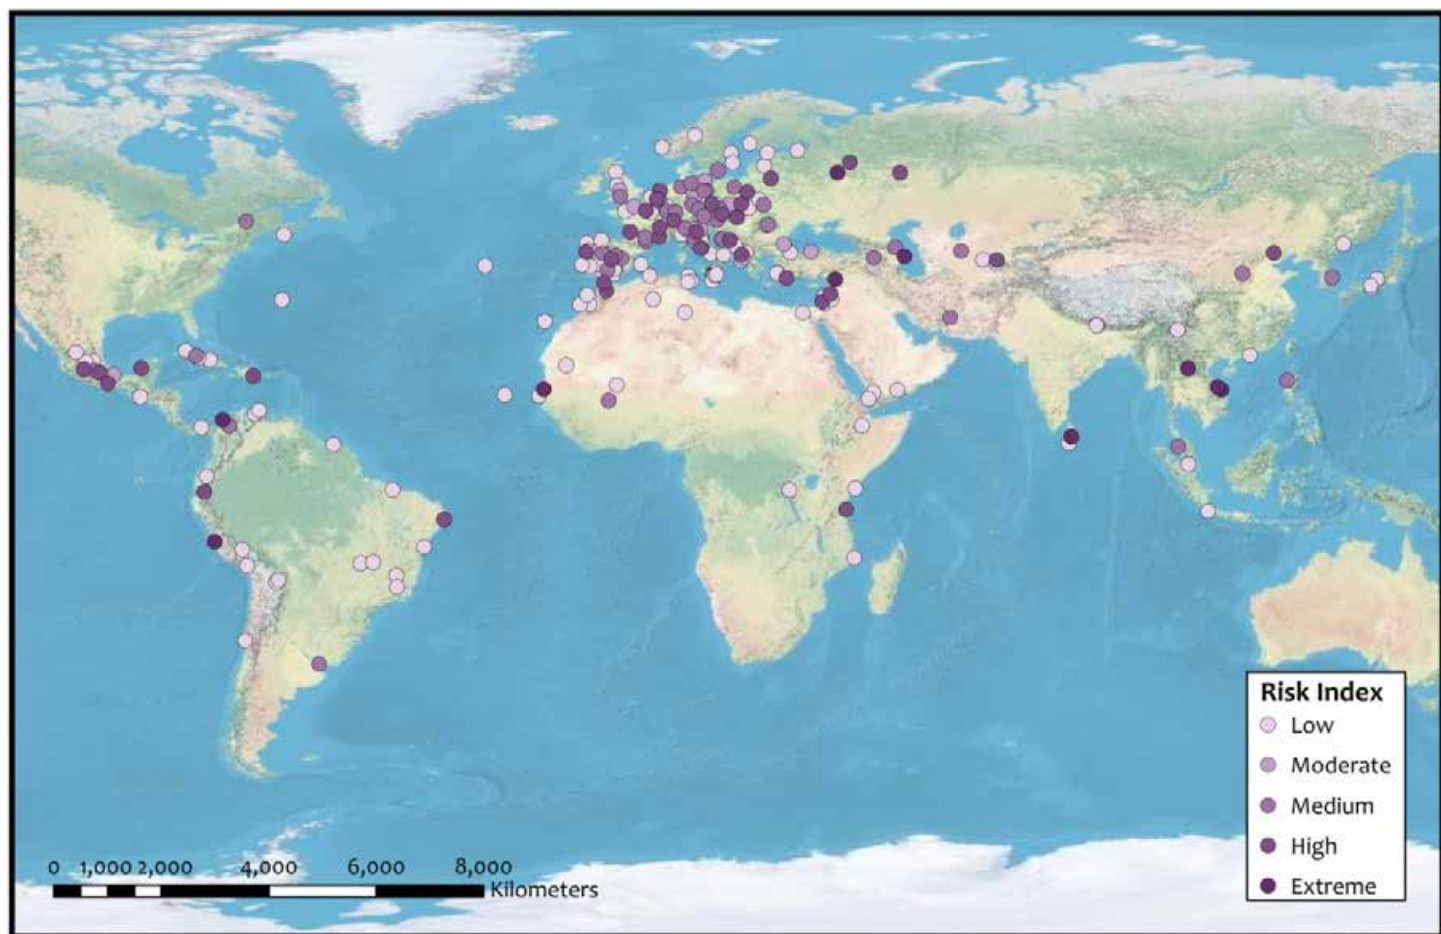 Risk Index
Low
Moderate
Medium
High
Extreme
0 1,000 2,000 4,000 6,000 8,000
Kilometers